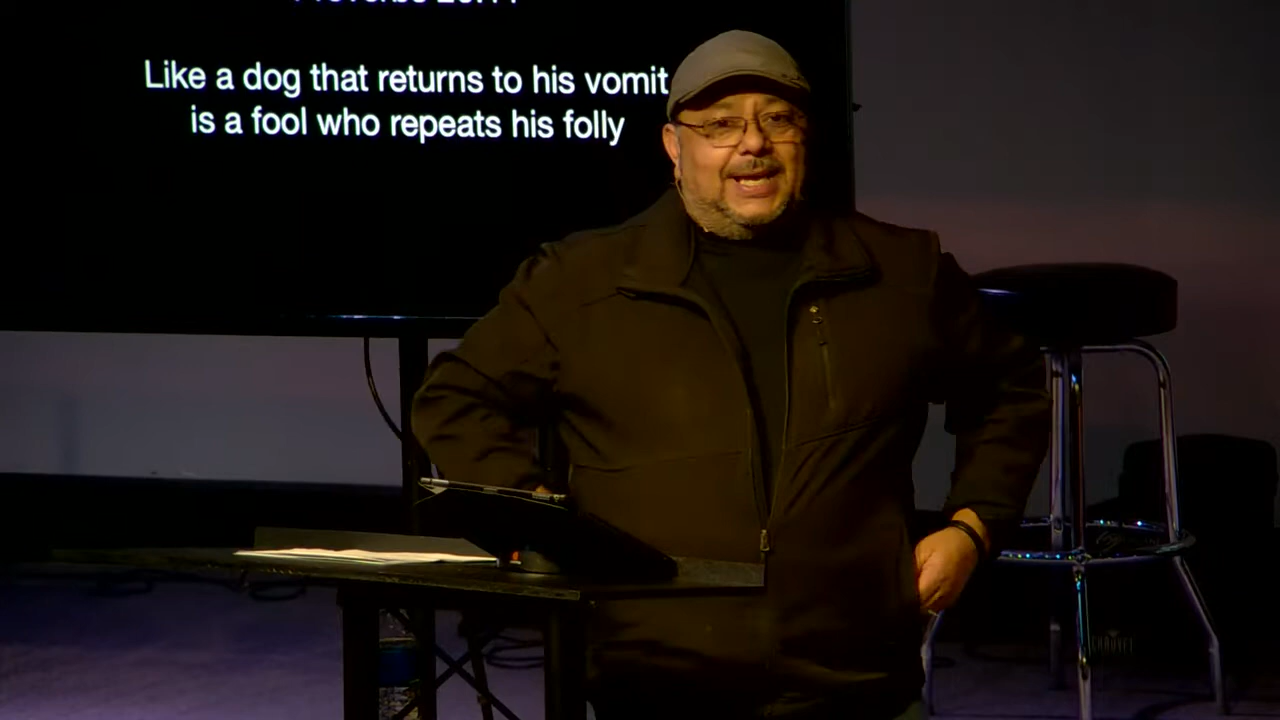 Like a dog that returns to his vomit
is a fool who repeats his folly